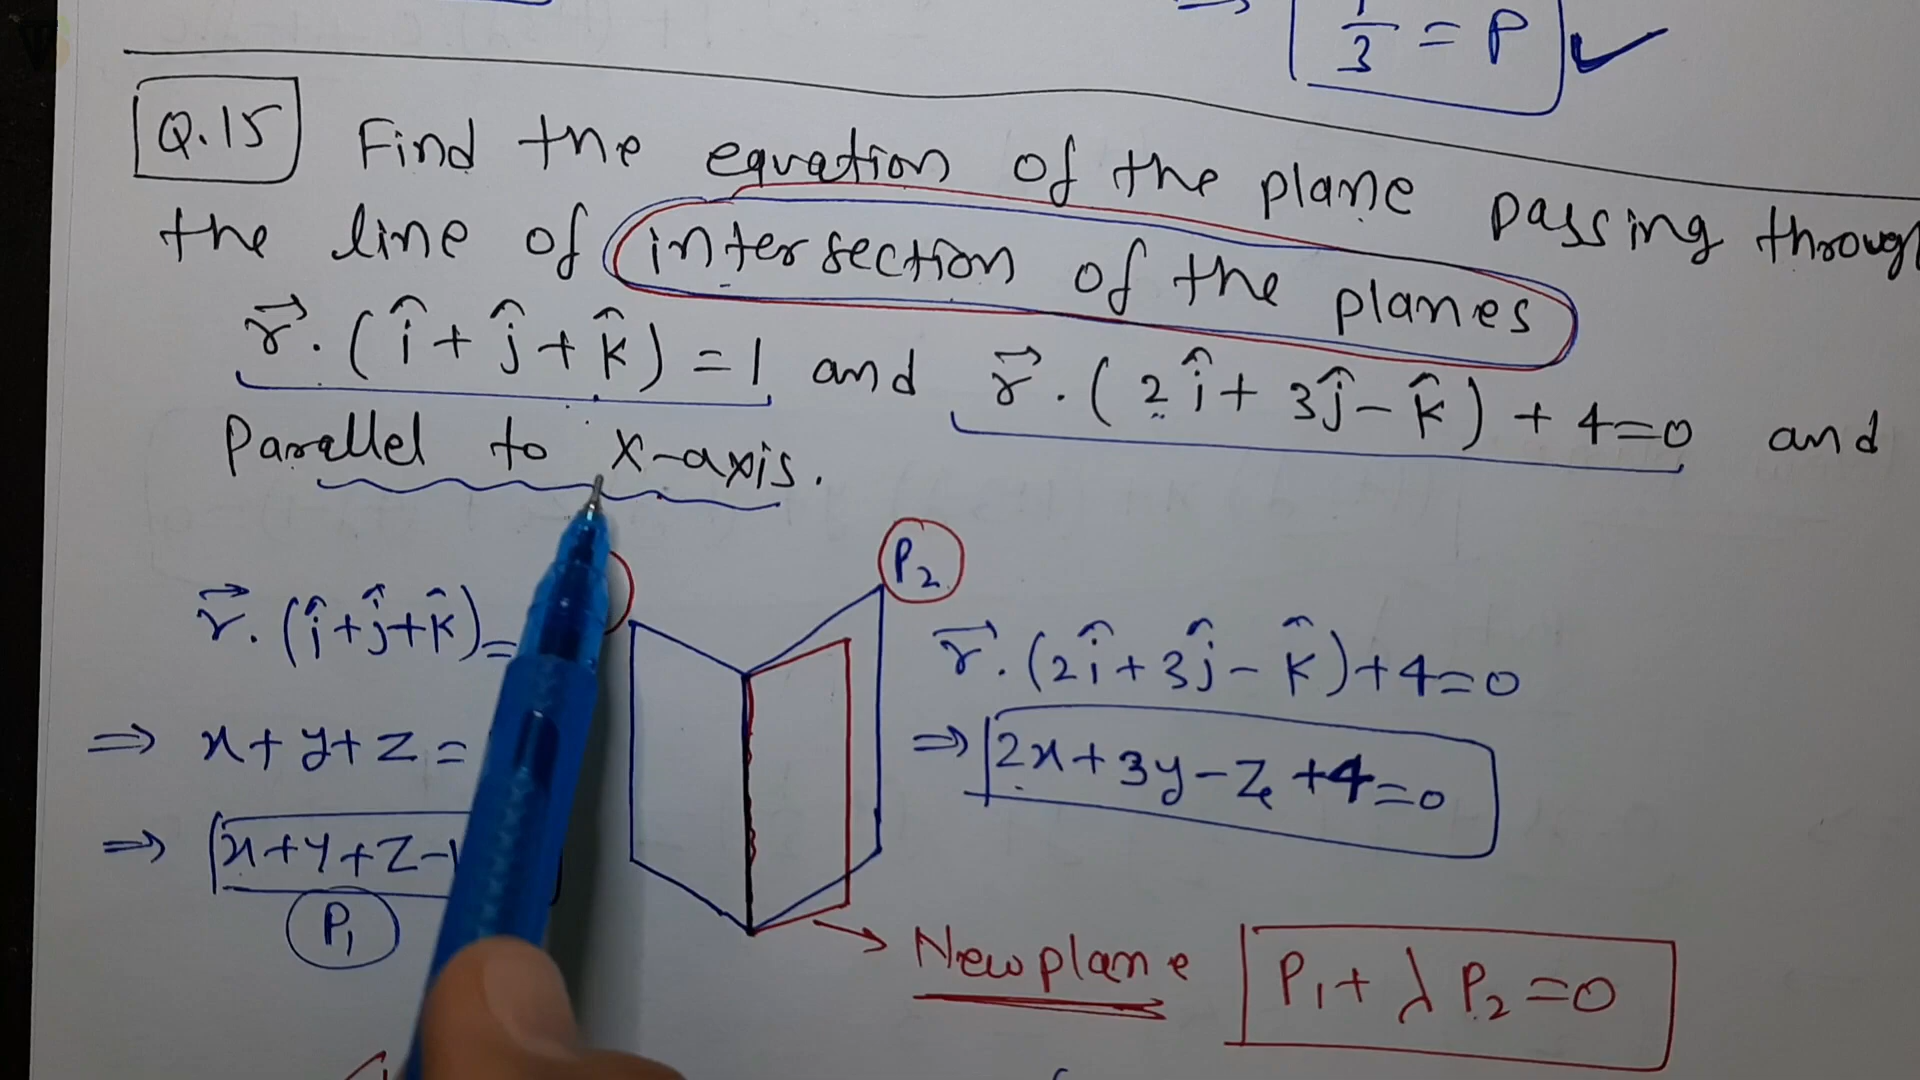 1/3 = P
Q.15 Find the equation of the plane passing through
the line of intersection of the planes
r⃗.(î+ĵ+k̂)=1 and r⃗.(2î+3ĵ-k̂)+4=0 and
Parallel to x-axis.
P2
r⃗.(î+ĵ+k̂)=
r⃗.(2î+3ĵ-k̂)+4=0
⇒ x+y+z=
⇒ 2x+3y-z+4=0
⇒ x+y+z-1
P1
New plane P1+λP2=0